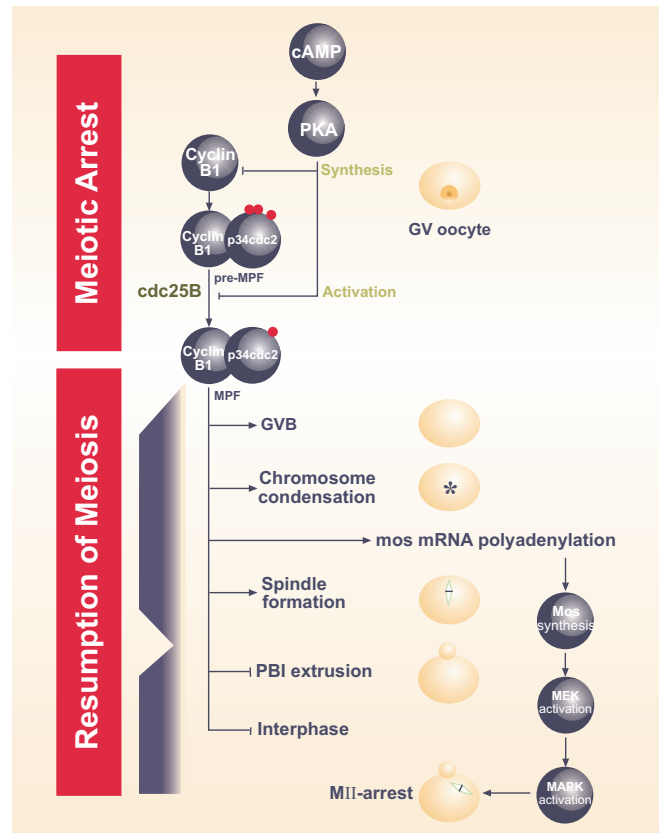 Meiotic Arrest
cAMP
PKA
Cyclin
B1
Synthesis
GV oocyte
Cyclin
B1
p34cdc2
pre-MPF
cdc25B
Activation
Cyclin
B1
p34cdc2
MPF
Resumption of Meiosis
GVB
Chromosome
condensation
*
mos mRNA polyadenylation
Spindle
formation
Mos
synthesis
PBI extrusion
MEK
activation
Interphase
MII-arrest
MAPK
activation